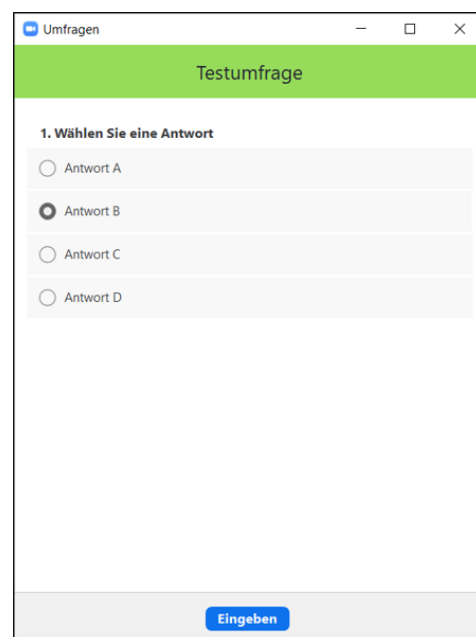 Umfragen
Testumfrage
1. Wählen Sie eine Antwort
Antwort A
Antwort B
Antwort C
Antwort D
Eingeben